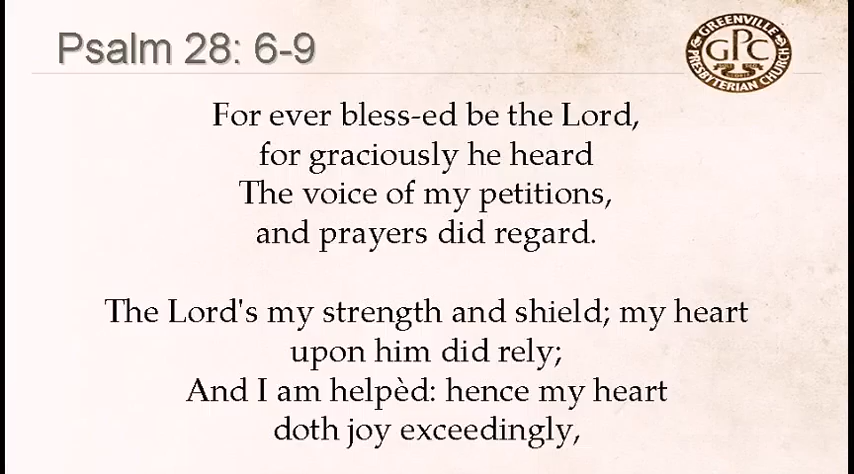 Psalm 28: 6-9
GREENVILLE
GPC
PRESBYTERIAN CHURCH
For ever bless-ed be the Lord,
for graciously he heard
The voice of my petitions,
and prayers did regard.
The Lord's my strength and shield; my heart
upon him did rely;
And I am helpèd: hence my heart
doth joy exceedingly,